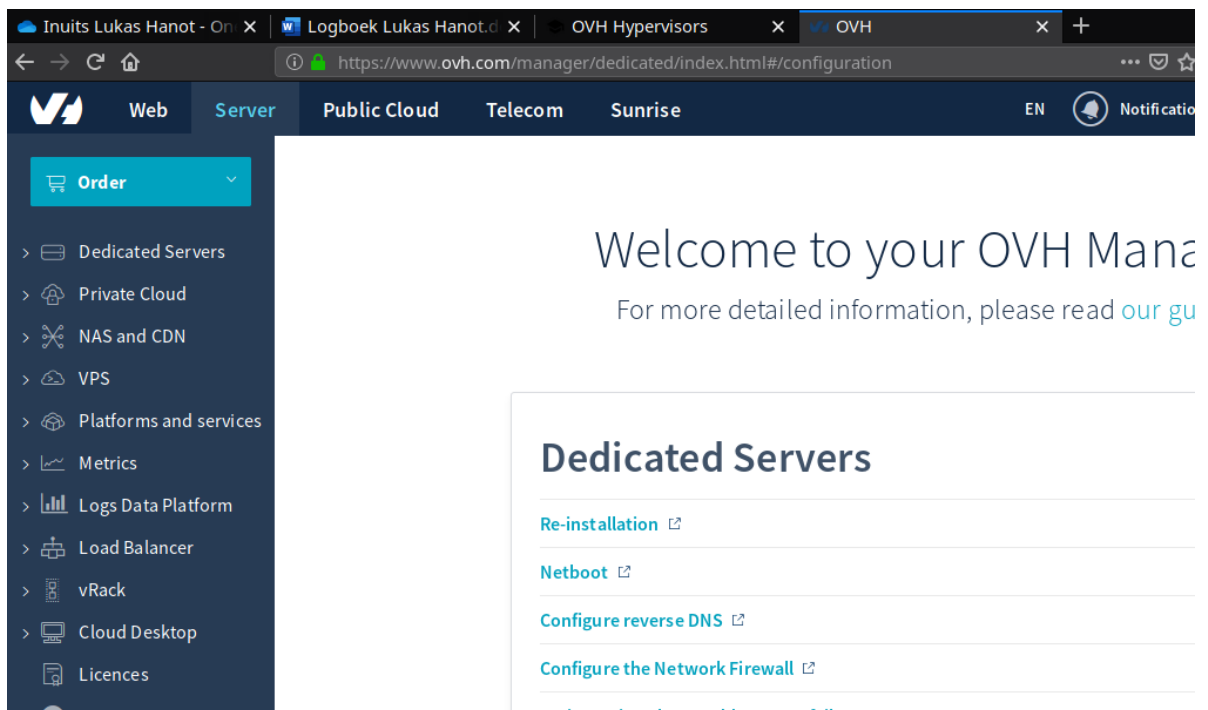 Inuits Lukas Hanot - On
Logboek Lukas Hanot.d
OVH Hypervisors
OVH
https://www.ovh.com/manager/dedicated/index.html#/configuration
Web Server Public Cloud Telecom Sunrise EN Notificatio
Order
Dedicated Servers
Private Cloud
NAS and CDN
VPS
Platforms and services
Metrics
Logs Data Platform
Load Balancer
vRack
Cloud Desktop
Licences
Welcome to your OVH Mana
For more detailed information, please read our gu
Dedicated Servers
Re-installation
Netboot
Configure reverse DNS
Configure the Network Firewall